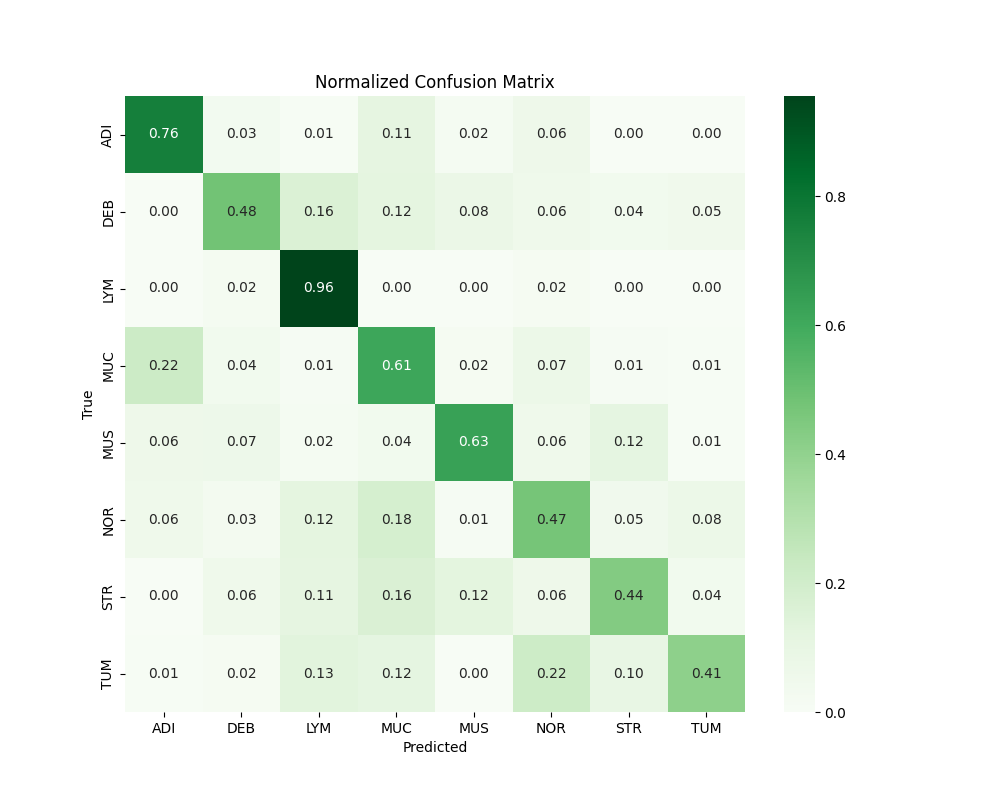 Normalized Confusion Matrix
ADI 0.76 0.03 0.01 0.11 0.02 0.06 0.00 0.00
DEB 0.00 0.48 0.16 0.12 0.08 0.06 0.04 0.05 0.8
LYM 0.00 0.02 0.96 0.00 0.00 0.02 0.00 0.00
0.6
MUC 0.22 0.04 0.01 0.61 0.02 0.07 0.01 0.01
True
MUS 0.06 0.07 0.02 0.04 0.63 0.06 0.12 0.01 0.4
NOR 0.06 0.03 0.12 0.18 0.01 0.47 0.05 0.08
0.2
STR 0.00 0.06 0.11 0.16 0.12 0.06 0.44 0.04
TUM 0.01 0.02 0.13 0.12 0.00 0.22 0.10 0.41
0.0
ADI DEB LYM MUC MUS NOR STR TUM
Predicted